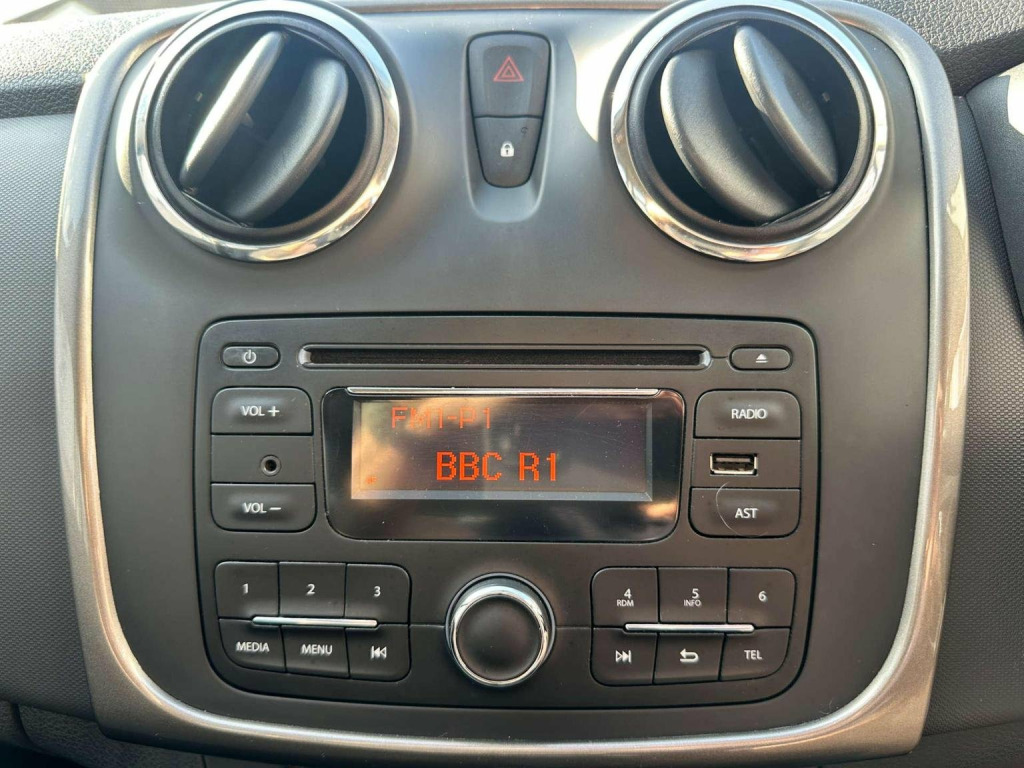 VOL +
FM1-P1
RADIO
BBC R1
VOL –
AST
1 2 3
4 5 6
RDM INFO
MEDIA MENU
TEL